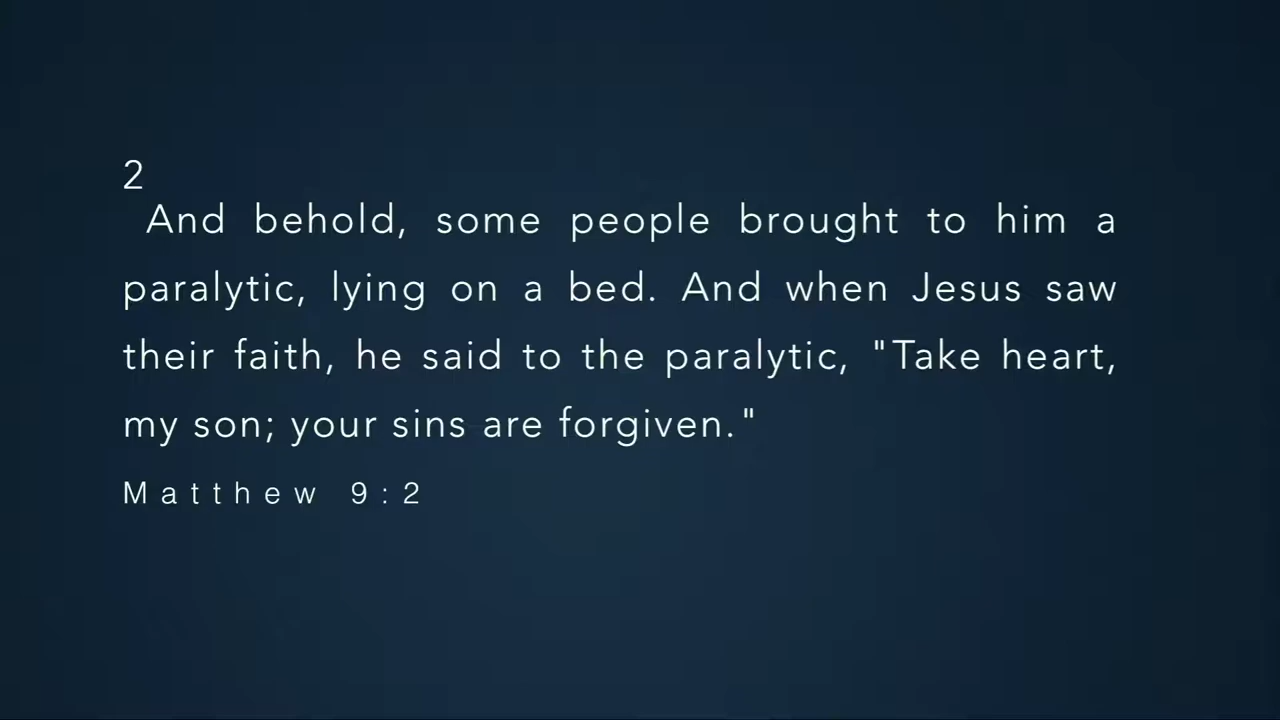 2
And behold, some people brought to him a
paralytic, lying on a bed. And when Jesus saw
their faith, he said to the paralytic, "Take heart,
my son; your sins are forgiven."
Matthew 9:2